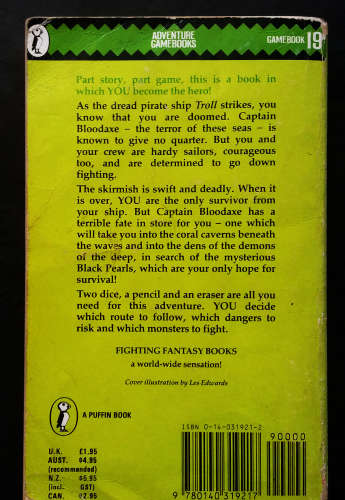 ADVENTURE
GAMEBOOKS
GAMEBOOK 19
Part story, part game, this is a book in
which YOU become the hero!
As the dread pirate ship Troll strikes, you
know that you are doomed. Captain
Bloodaxe – the terror of these seas – is
known to give no quarter. But you and
your crew are hardy sailors, courageous
too, and are determined to go down
fighting.
The skirmish is swift and deadly. When it
is over, YOU are the only survivor from
your ship. But Captain Bloodaxe has a
terrible fate in store for you – one which
will take you into the coral caverns beneath
the waves and into the dens of the demons
of the deep, in search of the mysterious
Black Pearls, which are your only hope for
survival!
Two dice, a pencil and an eraser are all you
need for this adventure. YOU decide
which route to follow, which dangers to
risk and which monsters to fight.
FIGHTING FANTASY BOOKS
a world-wide sensation!
Cover illustration by Les Edwards
A PUFFIN BOOK
ISBN 0-14-031921-2
90000
U.K. £1.95
AUST. $4.95
(recommended)
N.Z. $5.95
(incl. GST)
CAN. $2.95
9 780140 319217